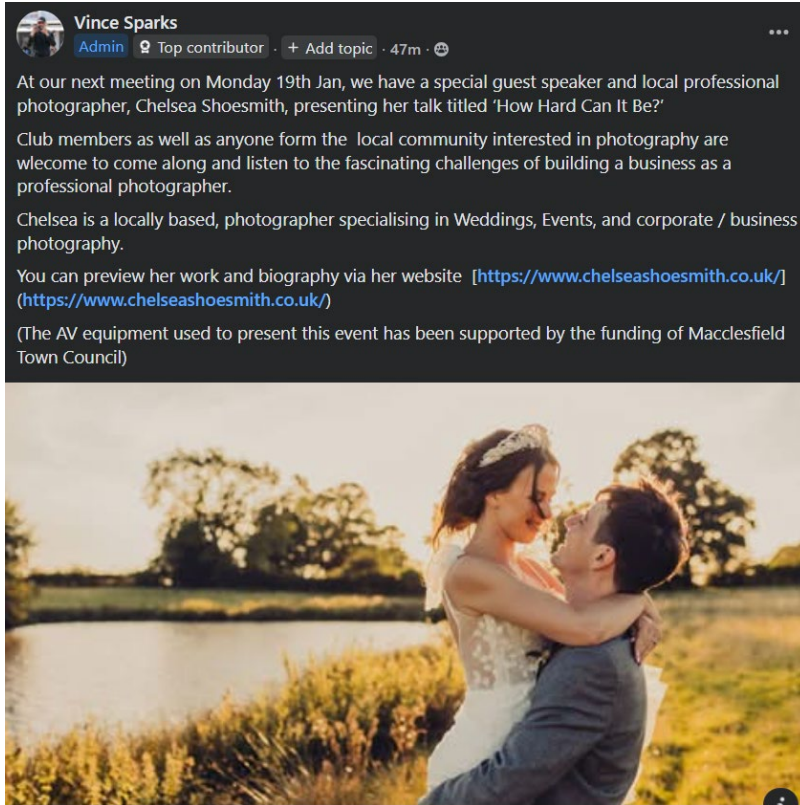 Vince Sparks
Admin Top contributor · + Add topic · 47m ·
At our next meeting on Monday 19th Jan, we have a special guest speaker and local professional
photographer, Chelsea Shoesmith, presenting her talk titled ‘How Hard Can It Be?’
Club members as well as anyone form the  local community interested in photography are
wlecome to come along and listen to the fascinating challenges of building a business as a
professional photographer.
Chelsea is a locally based, photographer specialising in Weddings, Events, and corporate / business
photography.
You can preview her work and biography via her website  [https://www.chelseashoesmith.co.uk/]
(https://www.chelseashoesmith.co.uk/)
(The AV equipment used to present this event has been supported by the funding of Macclesfield
Town Council)